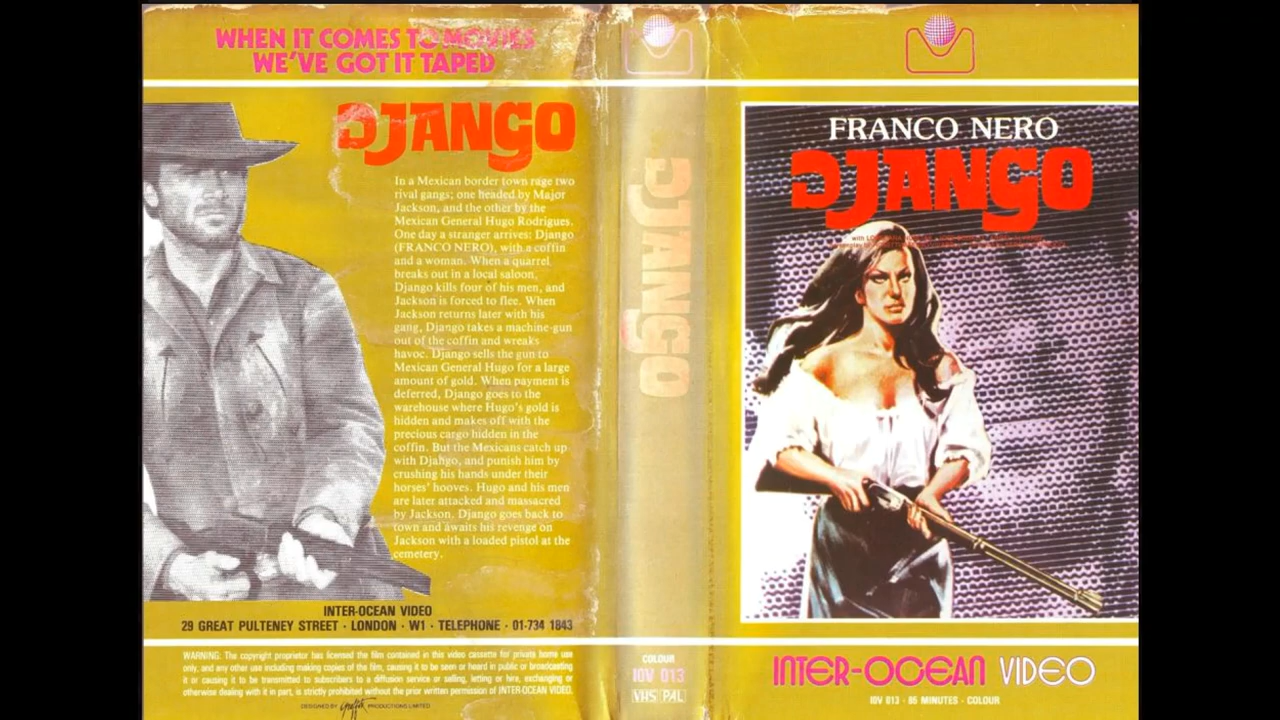 WHEN IT COMES TO MOVIES
WE'VE GOT IT TAPED
DJANGO
In a Mexican border town rage two
rival gangs; one headed by Major
Jackson, and the other by the
Mexican General Hugo Rodrigues.
One day a stranger arrives: Django
(FRANCO NERO), with a coffin
and a woman. When a quarrel
breaks out in a local saloon,
Django kills four of his men, and
Jackson is forced to flee. When
Jackson returns later with his
gang, Django takes a machine-gun
out of the coffin and wreaks
havoc. Django sells the gun to
Mexican General Hugo for a large
amount of gold. When payment is
deferred, Django goes to the
warehouse where Hugo's gold is
hidden and makes off with the
precious cargo hidden in the
coffin. But the Mexicans catch up
with Django, and punish him by
crushing his hands under their
horses' hooves. Hugo and his men
are later attacked and massacred
by Jackson. Django goes back to
town and awaits his revenge on
Jackson with a loaded pistol at the
cemetery.
INTER-OCEAN VIDEO
29 GREAT PULTENEY STREET · LONDON · W1 · TELEPHONE · 01-734 1843
WARNING: The copyright proprietor has licensed the film contained in this video cassette for private home use
only, and any other use including making copies of the film, causing it to be seen or heard in public or broadcasting
it or causing it to be transmitted to subscribers to a diffusion service or selling, letting or hire, exchanging or
otherwise dealing with it in part, is strictly prohibited without the prior written permission of INTER-OCEAN VIDEO.
DESIGNED BY Griffik PRODUCTIONS LIMITED
DJANGO
COLOUR
IOV 013
VHS PAL
FRANCO NERO
DJANGO
with
INTER-OCEAN VIDEO
IOV 013 · 85 MINUTES · COLOUR